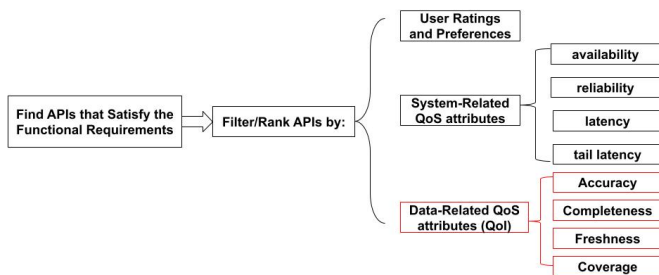 Find APIs that Satisfy the
Functional Requirements
Filter/Rank APIs by:
User Ratings
and Preferences
System-Related
QoS attributes
availability
reliability
latency
tail latency
Data-Related QoS
attributes (QoI)
Accuracy
Completeness
Freshness
Coverage